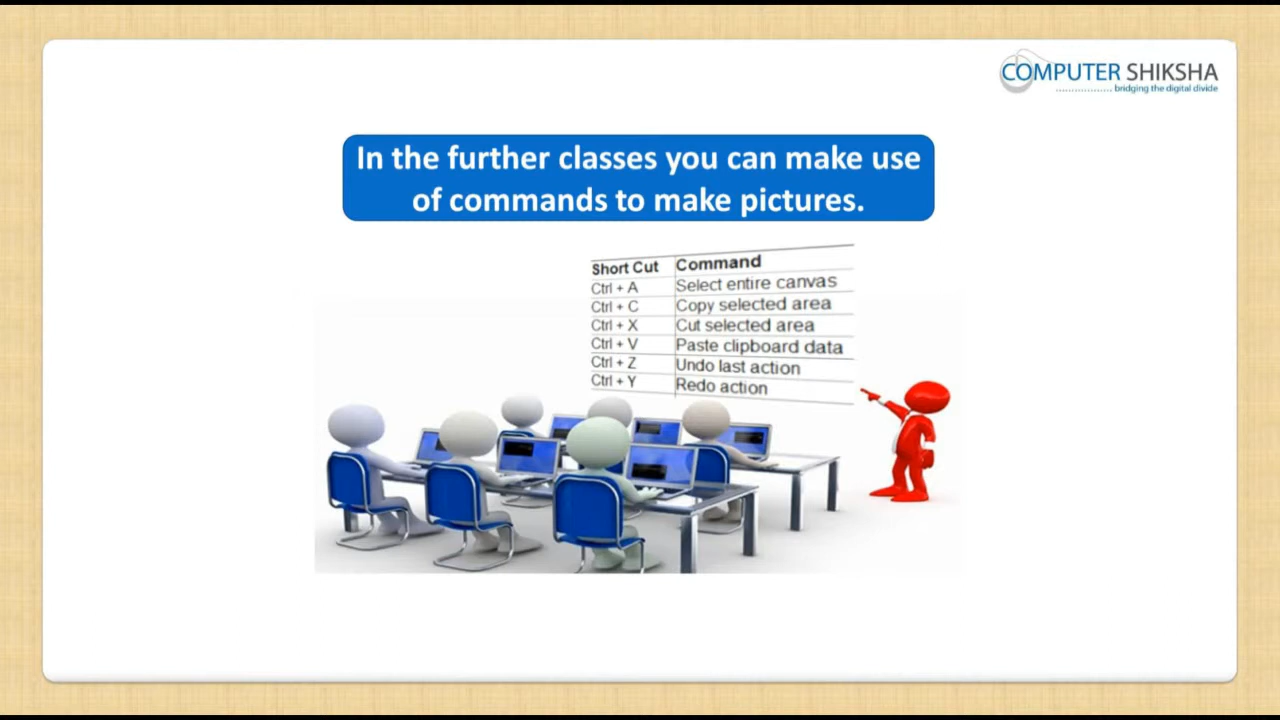 COMPUTER SHIKSHA
bridging the digital divide
In the further classes you can make use
of commands to make pictures.
Short Cut Command
Ctrl + A Select entire canvas
Ctrl + C Copy selected area
Ctrl + X Cut selected area
Ctrl + V Paste clipboard data
Ctrl + Z Undo last action
Ctrl + Y Redo action